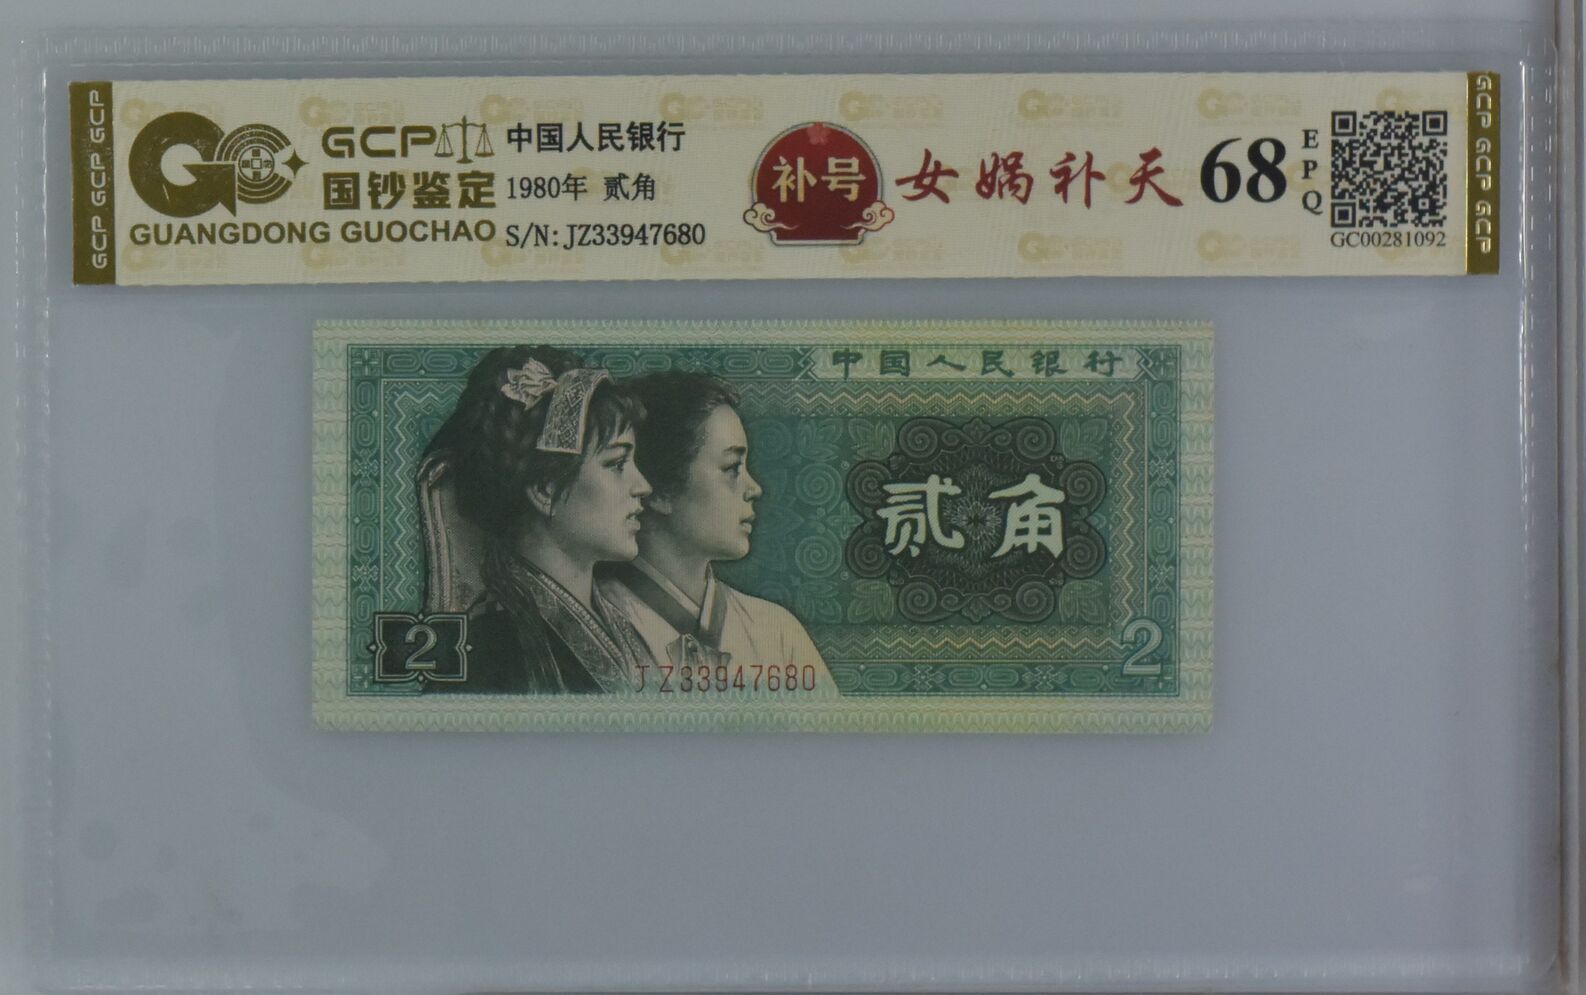 GCP GCP GCP
GCP
国钞鉴定
GUANGDONG GUOCHAO
中国人民银行
1980年 贰角
S/N: JZ33947680
补号
女娲补天
68
EPQ
GC00281092
GCP GCP GCP
中国人民银行
贰角
2
2
JZ33947680